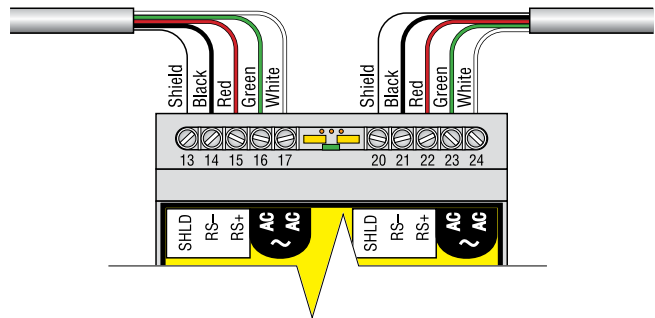 Shield Black Red Green White Shield Black Red Green White
13 14 15 16 17 20 21 22 23 24
SHLD RS– RS+ ~ AC AC SHLD RS– RS+ ~ AC AC